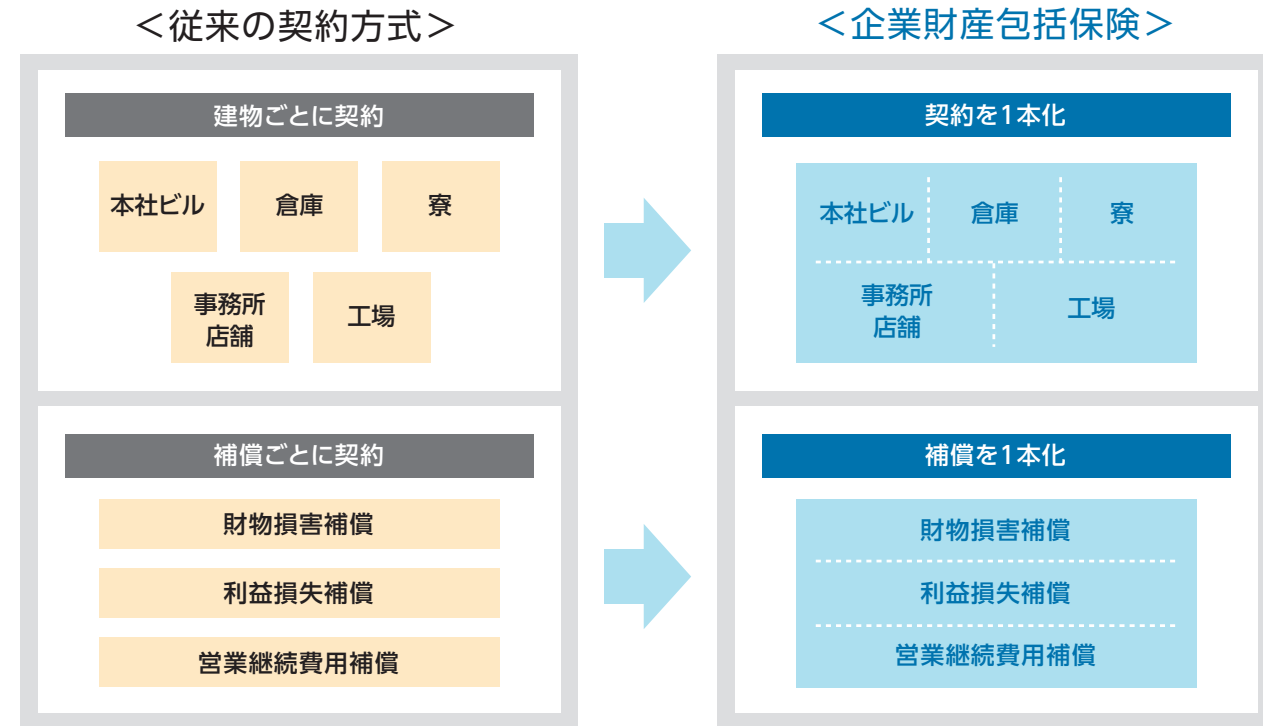 ＜従来の契約方式＞
建物ごとに契約
本社ビル
倉庫
寮
事務所
店舗
工場
補償ごとに契約
財物損害補償
利益損失補償
営業継続費用補償
＜企業財産包括保険＞
契約を1本化
本社ビル
倉庫
寮
事務所
店舗
工場
補償を1本化
財物損害補償
利益損失補償
営業継続費用補償